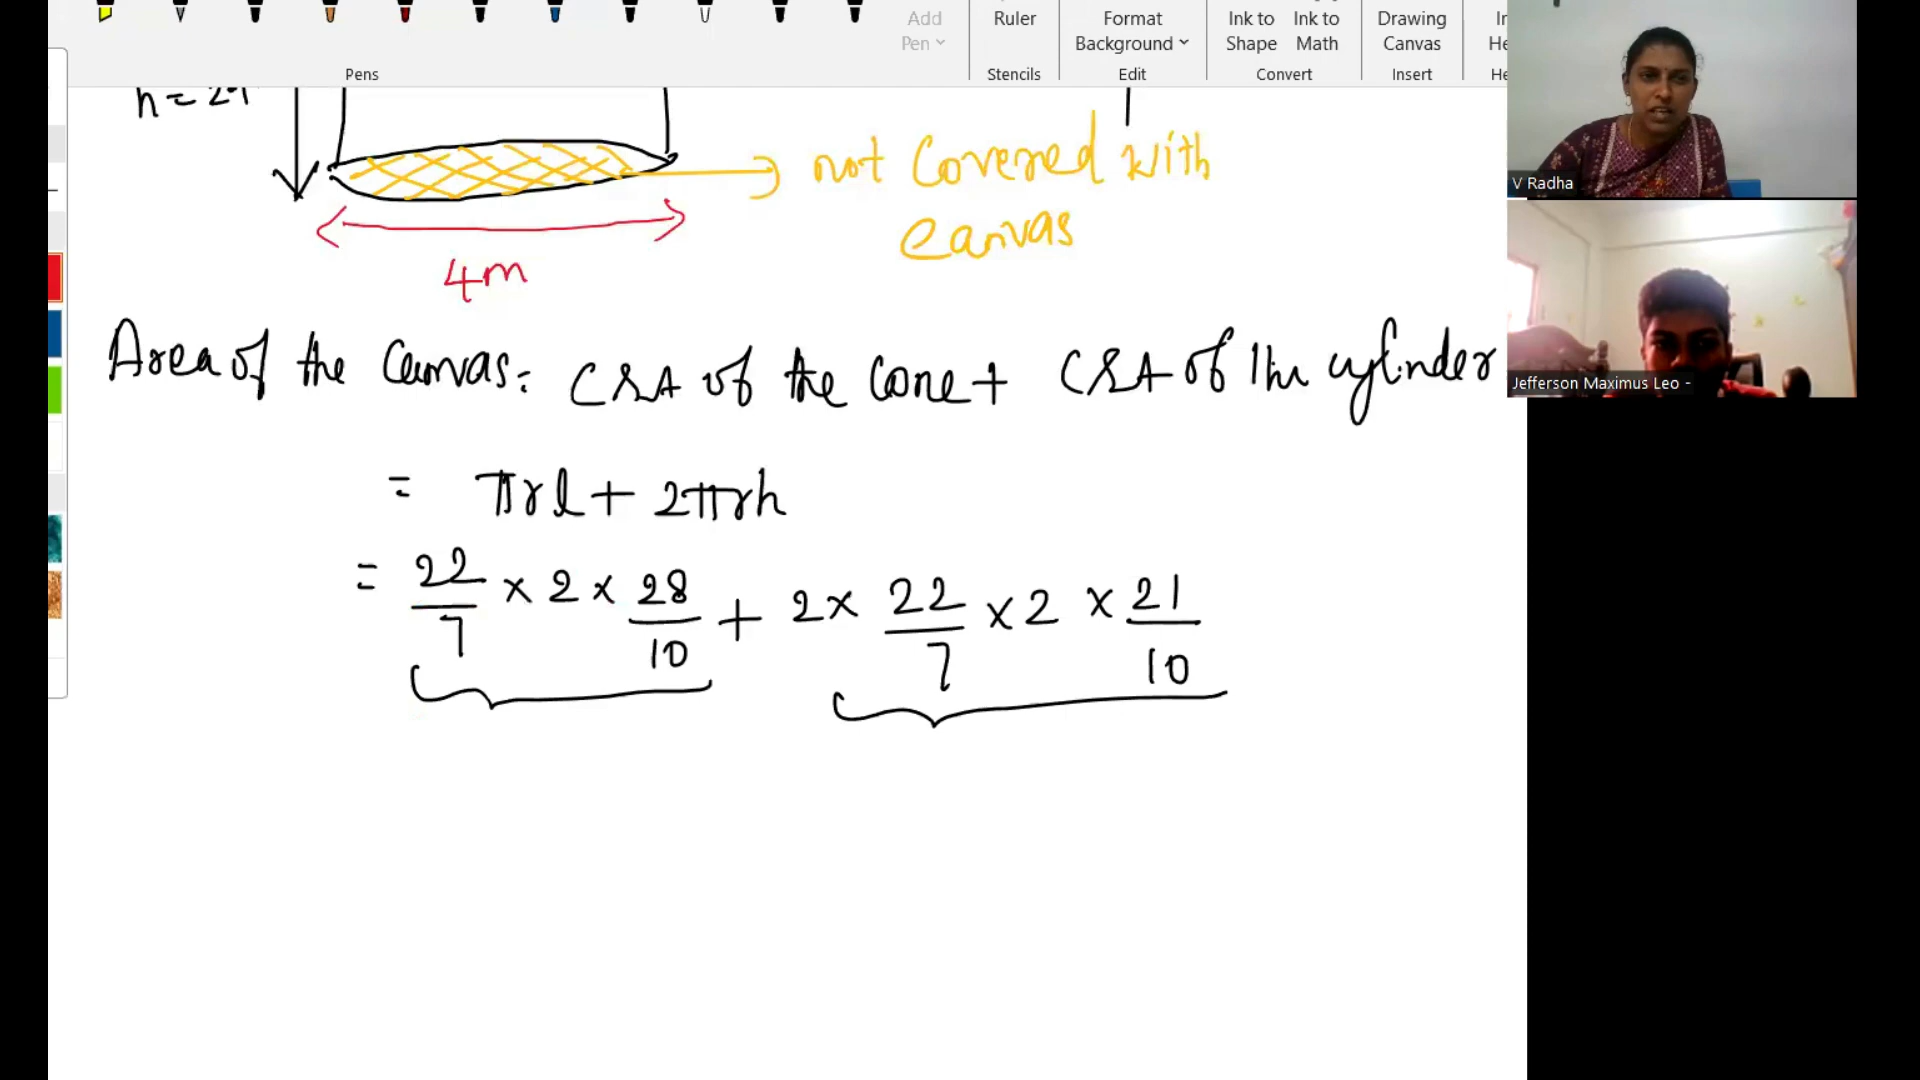 Add
Pen
Ruler
Format
Background
Ink to
Shape
Ink to
Math
Drawing
Canvas
Pens
Stencils
Edit
Convert
Insert
h = 2.1
not covered with
canvas
4m
Area of the Canvas = CSA of the Cone + CSA of the cylinder
= πrl + 2πrh
= 22/7 × 2 × 28/10 + 2 × 22/7 × 2 × 21/10
V Radha
Jefferson Maximus Leo -